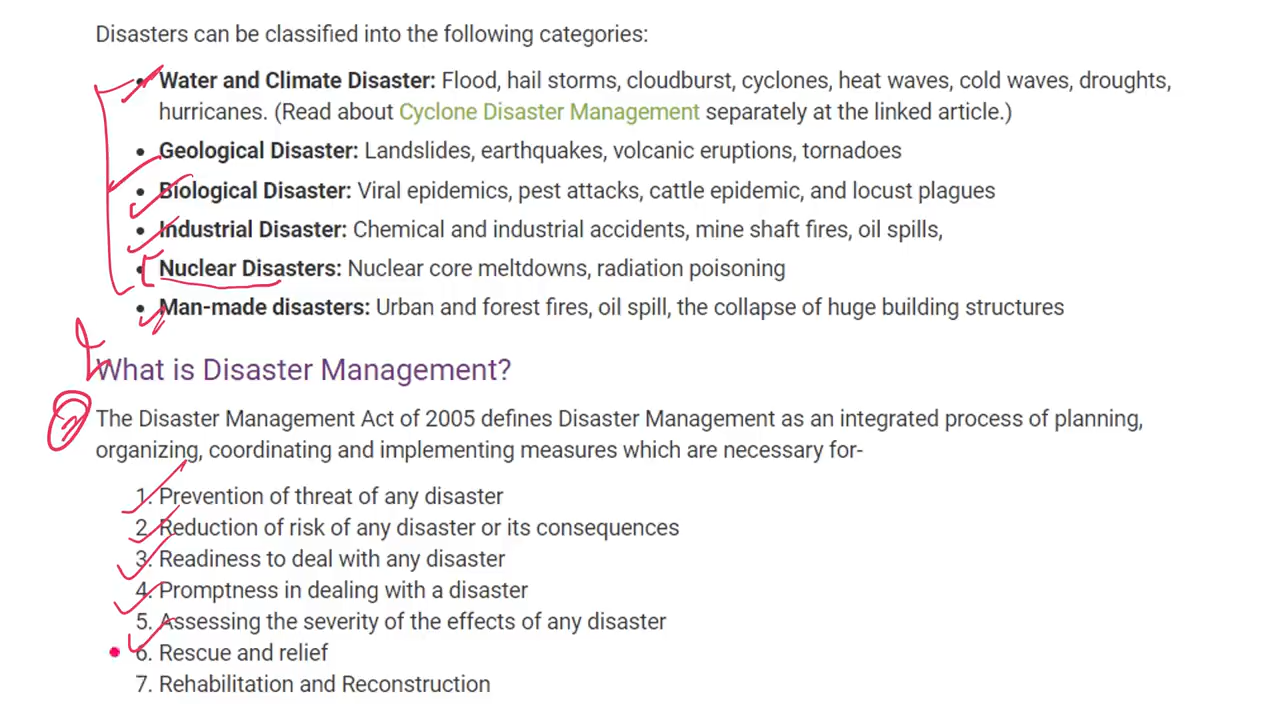 Disasters can be classified into the following categories:
• Water and Climate Disaster: Flood, hail storms, cloudburst, cyclones, heat waves, cold waves, droughts,
hurricanes. (Read about Cyclone Disaster Management separately at the linked article.)
• Geological Disaster: Landslides, earthquakes, volcanic eruptions, tornadoes
• Biological Disaster: Viral epidemics, pest attacks, cattle epidemic, and locust plagues
• Industrial Disaster: Chemical and industrial accidents, mine shaft fires, oil spills,
• Nuclear Disasters: Nuclear core meltdowns, radiation poisoning
• Man-made disasters: Urban and forest fires, oil spill, the collapse of huge building structures
What is Disaster Management?
The Disaster Management Act of 2005 defines Disaster Management as an integrated process of planning,
organizing, coordinating and implementing measures which are necessary for-
1. Prevention of threat of any disaster
2. Reduction of risk of any disaster or its consequences
3. Readiness to deal with any disaster
4. Promptness in dealing with a disaster
5. Assessing the severity of the effects of any disaster
6. Rescue and relief
7. Rehabilitation and Reconstruction